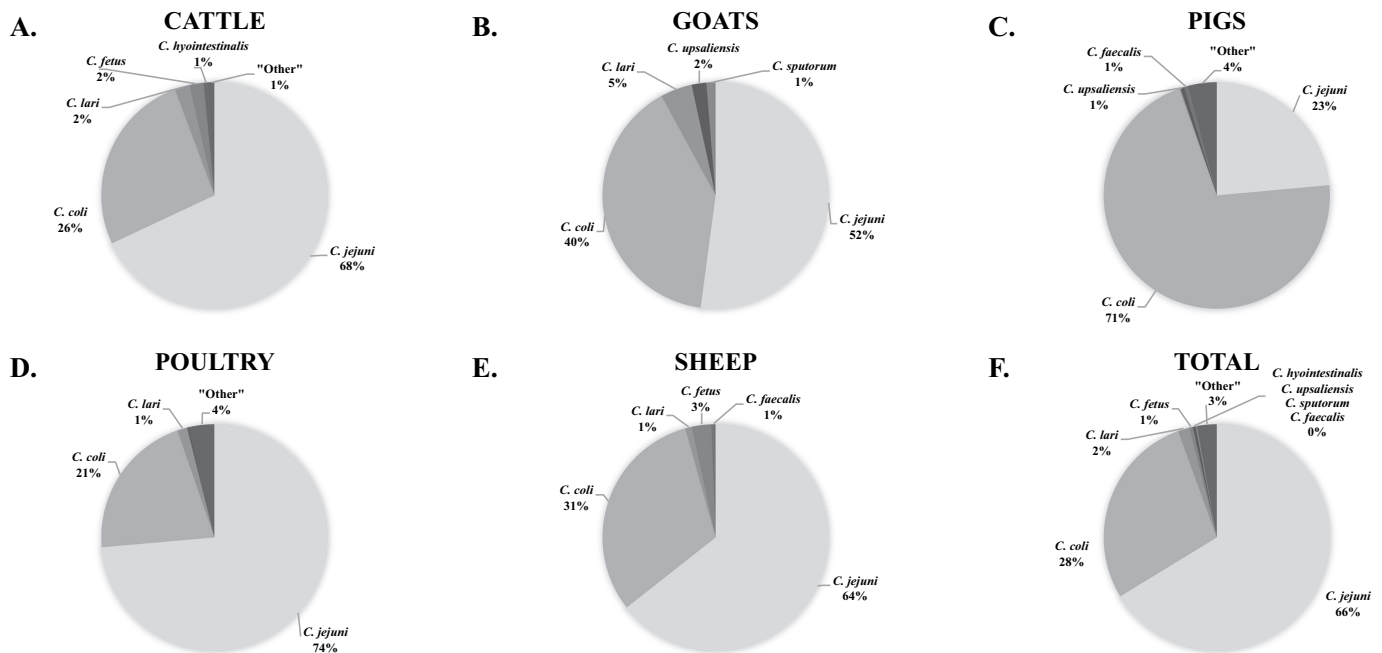 A.
CATTLE
C. hyointestinalis
1%
"Other"
1%
C. fetus
2%
C. lari
2%
C. coli
26%
C. jejuni
68%
B.
GOATS
C. upsaliensis
2%
C. sputorum
1%
C. lari
5%
C. coli
40%
C. jejuni
52%
C.
PIGS
C. faecalis
1%
"Other"
4%
C. upsaliensis
1%
C. jejuni
23%
C. coli
71%
D.
POULTRY
C. lari
1%
"Other"
4%
C. coli
21%
C. jejuni
74%
E.
SHEEP
C. fetus
3%
C. faecalis
1%
C. lari
1%
C. coli
31%
C. jejuni
64%
F.
TOTAL
C. hyointestinalis
C. upsaliensis
C. sputorum
C. faecalis
0%
"Other"
3%
C. fetus
1%
C. lari
2%
C. coli
28%
C. jejuni
66%